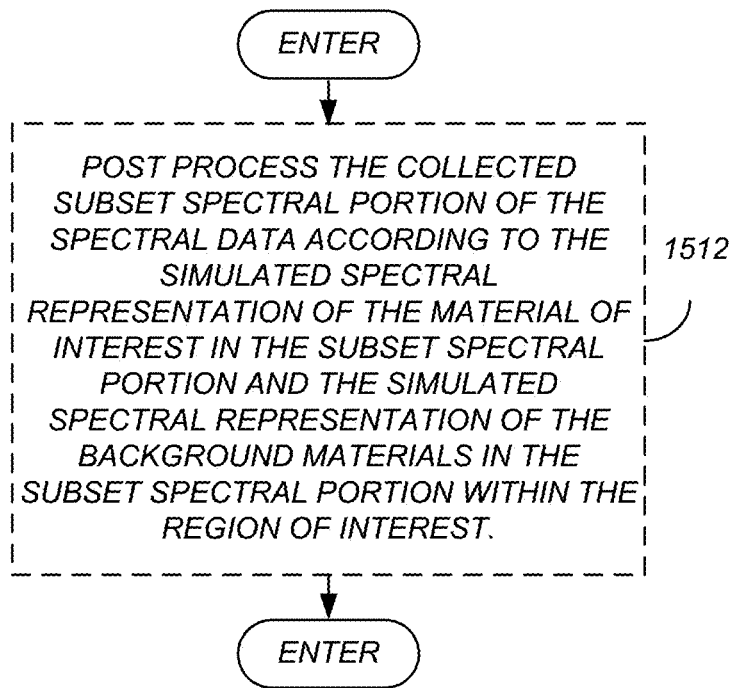 ENTER
POST PROCESS THE COLLECTED
SUBSET SPECTRAL PORTION OF THE
SPECTRAL DATA ACCORDING TO THE
SIMULATED SPECTRAL
REPRESENTATION OF THE MATERIAL OF
INTEREST IN THE SUBSET SPECTRAL
PORTION AND THE SIMULATED
SPECTRAL REPRESENTATION OF THE
BACKGROUND MATERIALS IN THE
SUBSET SPECTRAL PORTION WITHIN THE
REGION OF INTEREST.
1512
ENTER